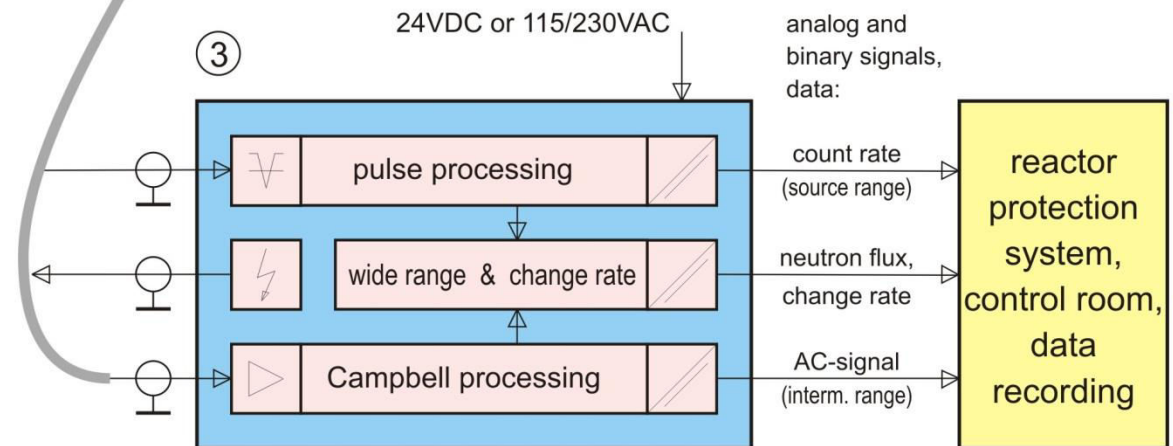 24VDC or 115/230VAC
analog and
binary signals,
data:
3
pulse processing
count rate
(source range)
wide range & change rate
neutron flux,
change rate
Campbell processing
AC-signal
(interm. range)
reactor
protection
system,
control room,
data
recording